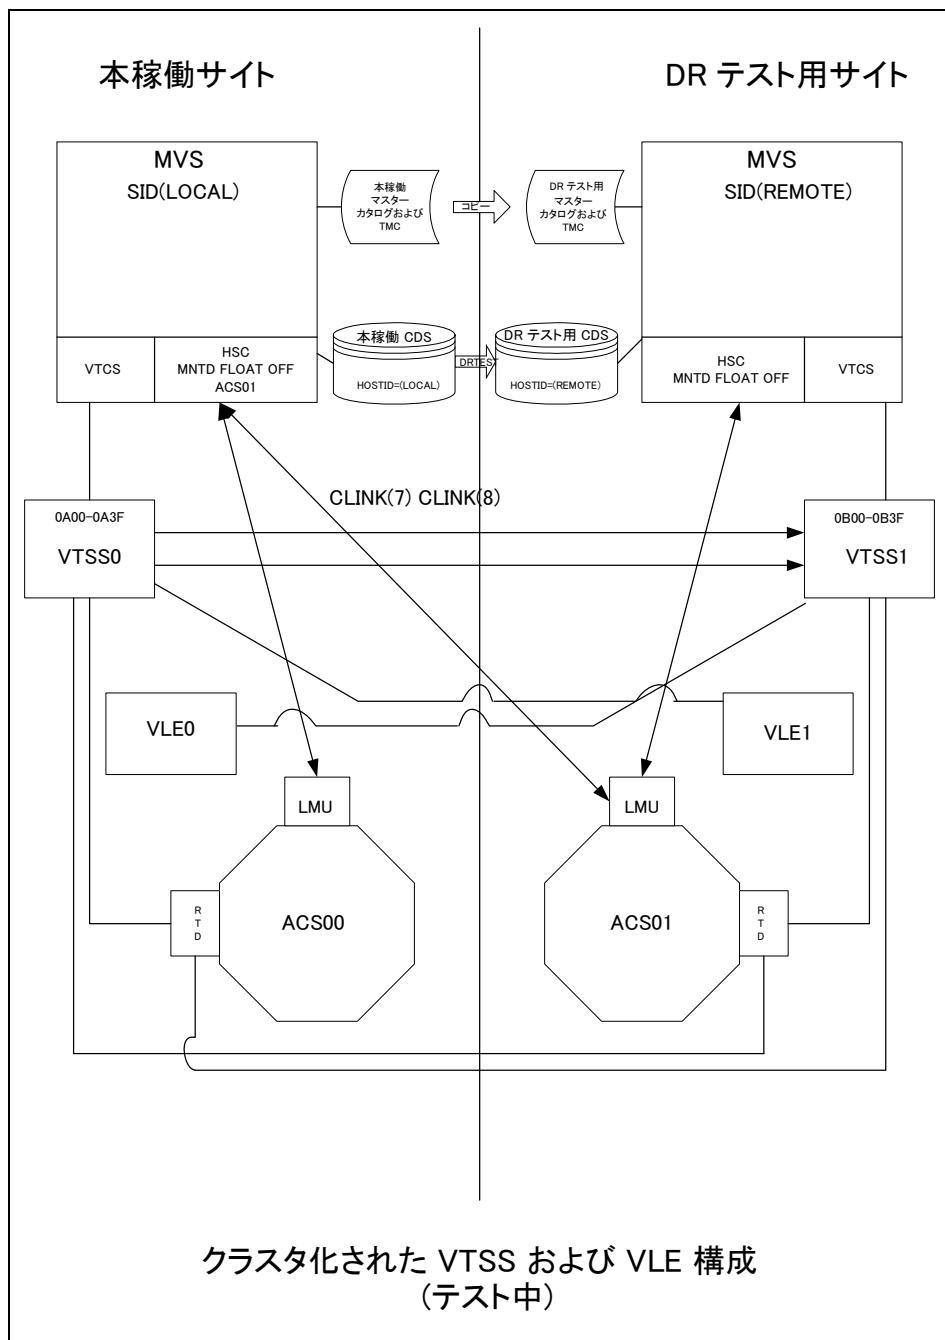 本稼働サイト
DR テスト用サイト
MVS
SID(LOCAL)
本稼働
マスター
カタログおよび
TMC
コピー
DR テスト用
マスター
カタログおよび
TMC
MVS
SID(REMOTE)
VTCS
HSC
MNTD FLOAT OFF
ACS01
本稼働 CDS
HOSTID=(LOCAL)
DRTEST
DR テスト用 CDS
HOSTID=(REMOTE)
HSC
MNTD FLOAT OFF
VTCS
CLINK(7) CLINK(8)
0A00-0A3F
VTSS0
0B00-0B3F
VTSS1
VLE0
VLE1
LMU
LMU
RTD
ACS00
ACS01
RTD
クラスタ化された VTSS および VLE 構成
(テスト中)